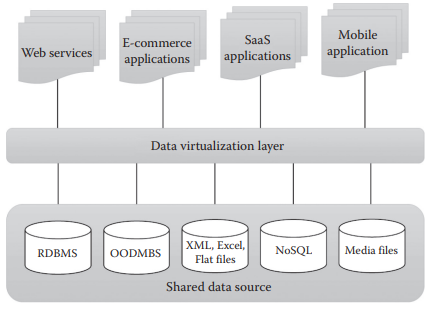 Web services
E-commerce
applications
SaaS
applications
Mobile
application
Data virtualization layer
RDBMS
OODMBS
XML, Excel,
Flat files
NoSQL
Media files
Shared data source